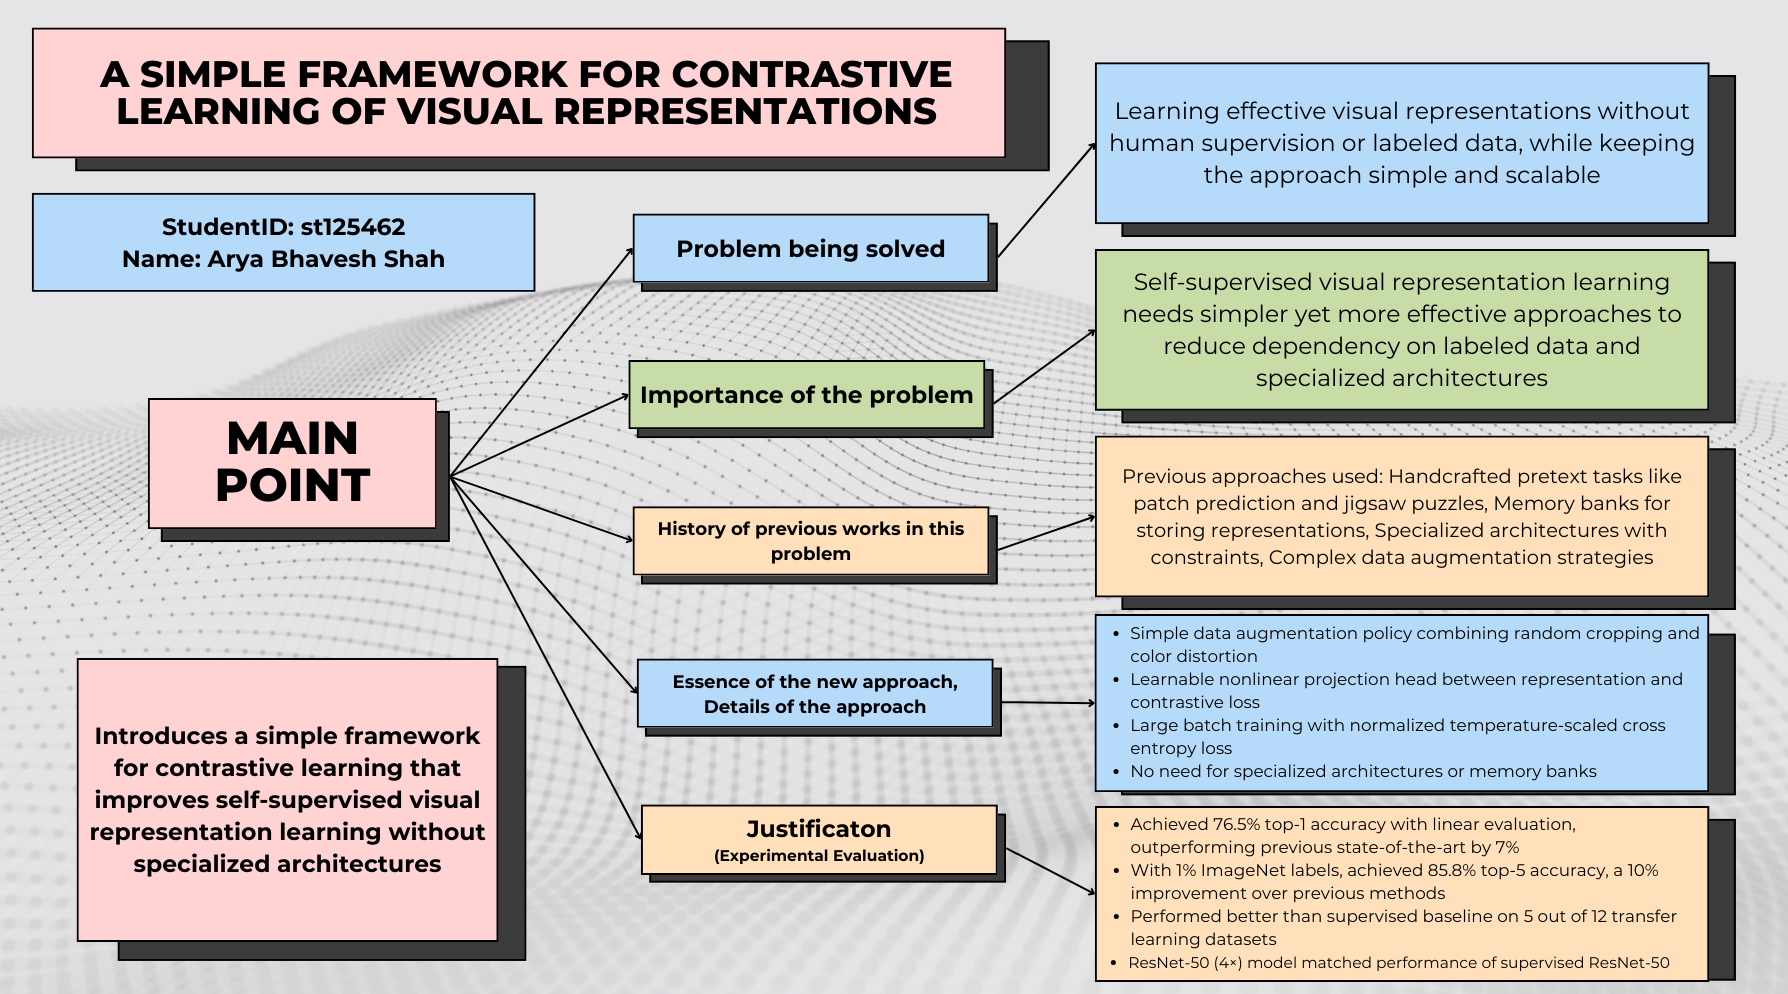 A SIMPLE FRAMEWORK FOR CONTRASTIVE
LEARNING OF VISUAL REPRESENTATIONS
StudentID: st125462
Name: Arya Bhavesh Shah
MAIN
POINT
Introduces a simple framework
for contrastive learning that
improves self-supervised visual
representation learning without
specialized architectures
Problem being solved
Learning effective visual representations without
human supervision or labeled data, while keeping
the approach simple and scalable
Importance of the problem
Self-supervised visual representation learning
needs simpler yet more effective approaches to
reduce dependency on labeled data and
specialized architectures
History of previous works in this
problem
Previous approaches used: Handcrafted pretext tasks like
patch prediction and jigsaw puzzles, Memory banks for
storing representations, Specialized architectures with
constraints, Complex data augmentation strategies
Essence of the new approach,
Details of the approach
• Simple data augmentation policy combining random cropping and
color distortion
• Learnable nonlinear projection head between representation and
contrastive loss
• Large batch training with normalized temperature-scaled cross
entropy loss
• No need for specialized architectures or memory banks
Justificaton
(Experimental Evaluation)
• Achieved 76.5% top-1 accuracy with linear evaluation,
outperforming previous state-of-the-art by 7%
• With 1% ImageNet labels, achieved 85.8% top-5 accuracy, a 10%
improvement over previous methods
• Performed better than supervised baseline on 5 out of 12 transfer
learning datasets
• ResNet-50 (4×) model matched performance of supervised ResNet-50